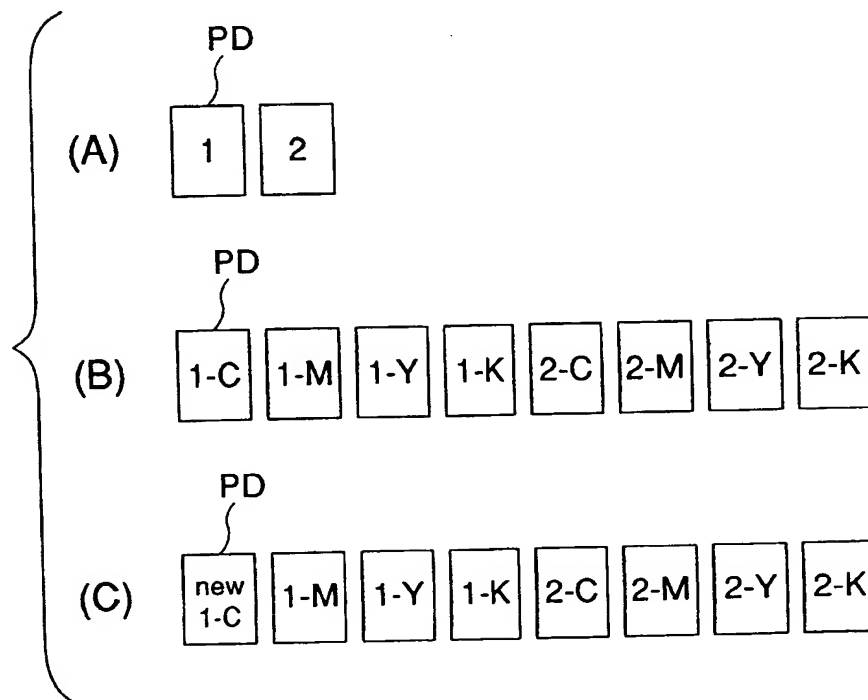 PD
(A) 1 2
PD
(B) 1-C 1-M 1-Y 1-K 2-C 2-M 2-Y 2-K
PD
(C) new 1-C 1-M 1-Y 1-K 2-C 2-M 2-Y 2-K